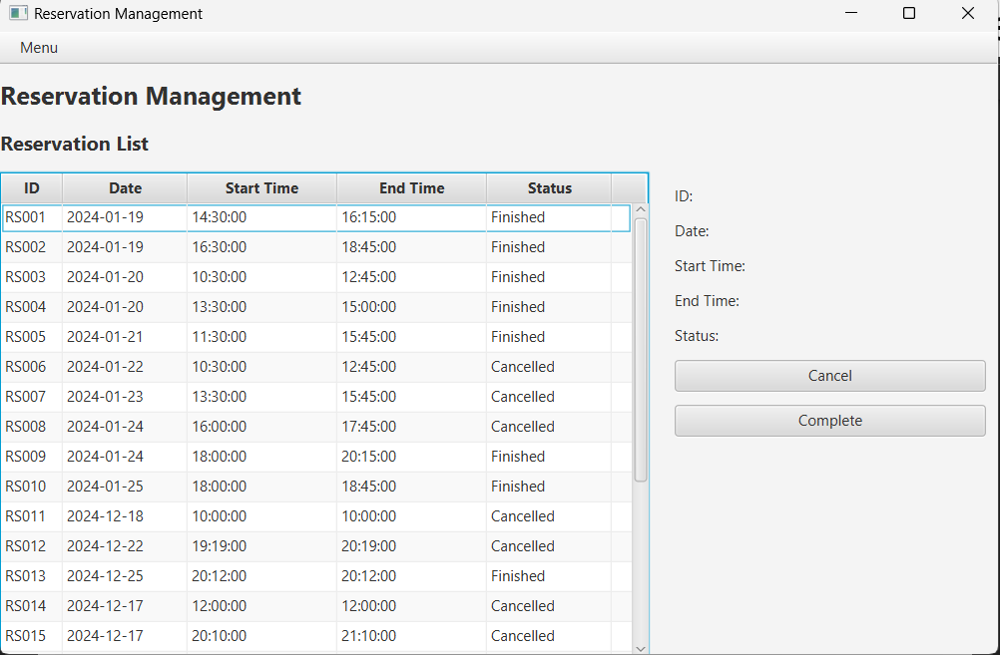 Reservation Management
Menu
Reservation Management
Reservation List
ID Date Start Time End Time Status
RS001 2024-01-19 14:30:00 16:15:00 Finished
RS002 2024-01-19 16:30:00 18:45:00 Finished
RS003 2024-01-20 10:30:00 12:45:00 Finished
RS004 2024-01-20 13:30:00 15:00:00 Finished
RS005 2024-01-21 11:30:00 15:45:00 Finished
RS006 2024-01-22 10:30:00 12:45:00 Cancelled
RS007 2024-01-23 13:30:00 15:45:00 Cancelled
RS008 2024-01-24 16:00:00 17:45:00 Cancelled
RS009 2024-01-24 18:00:00 20:15:00 Finished
RS010 2024-01-25 18:00:00 18:45:00 Finished
RS011 2024-12-18 10:00:00 10:00:00 Cancelled
RS012 2024-12-22 19:19:00 20:19:00 Cancelled
RS013 2024-12-25 20:12:00 20:12:00 Finished
RS014 2024-12-17 12:00:00 12:00:00 Cancelled
RS015 2024-12-17 20:10:00 21:10:00 Cancelled
ID:
Date:
Start Time:
End Time:
Status:
Cancel
Complete